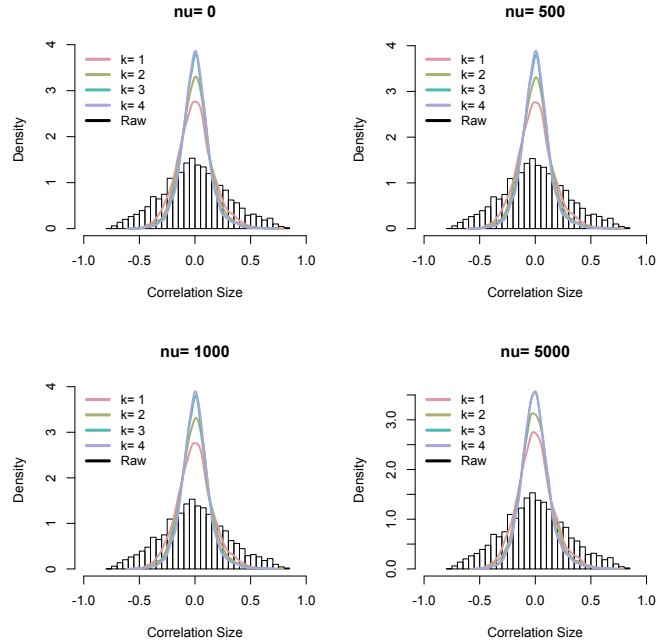 nu= 0
Density
0 1 2 3 4
k= 1
k= 2
k= 3
k= 4
Raw
-1.0 -0.5 0.0 0.5 1.0
Correlation Size
nu= 500
Density
0 1 2 3 4
k= 1
k= 2
k= 3
k= 4
Raw
-1.0 -0.5 0.0 0.5 1.0
Correlation Size
nu= 1000
Density
0 1 2 3 4
k= 1
k= 2
k= 3
k= 4
Raw
-1.0 -0.5 0.0 0.5 1.0
Correlation Size
nu= 5000
Density
0.0 1.0 2.0 3.0
k= 1
k= 2
k= 3
k= 4
Raw
-1.0 -0.5 0.0 0.5 1.0
Correlation Size